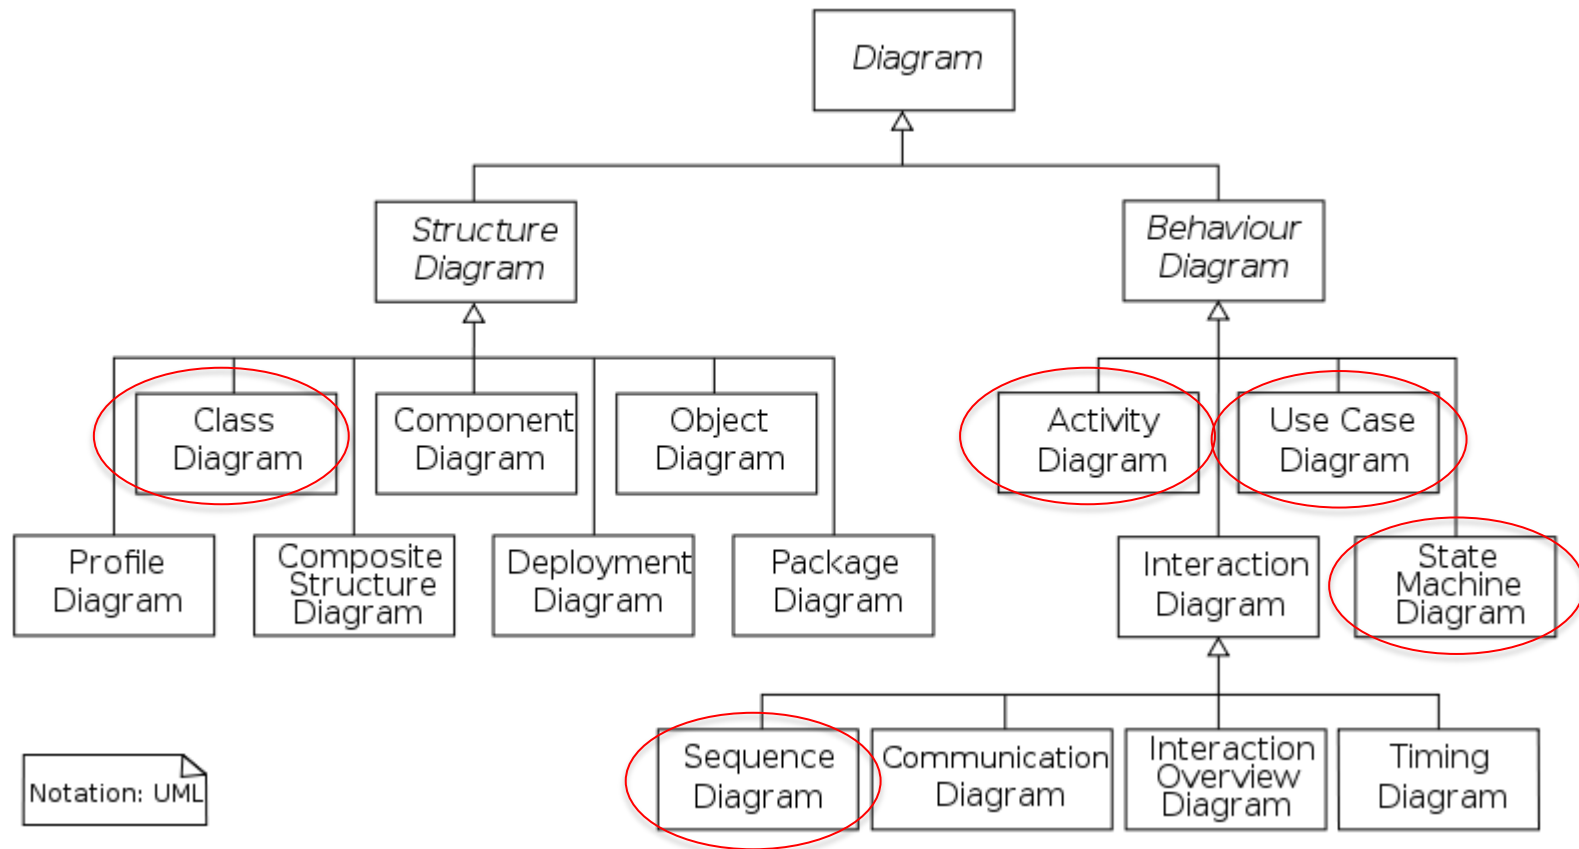 Diagram
Structure
Diagram
Behaviour
Diagram
Class
Diagram
Component
Diagram
Object
Diagram
Activity
Diagram
Use Case
Diagram
Profile
Diagram
Composite
Structure
Diagram
Deployment
Diagram
Package
Diagram
Interaction
Diagram
State
Machine
Diagram
Sequence
Diagram
Communication
Diagram
Interaction
Overview
Diagram
Timing
Diagram
Notation: UML